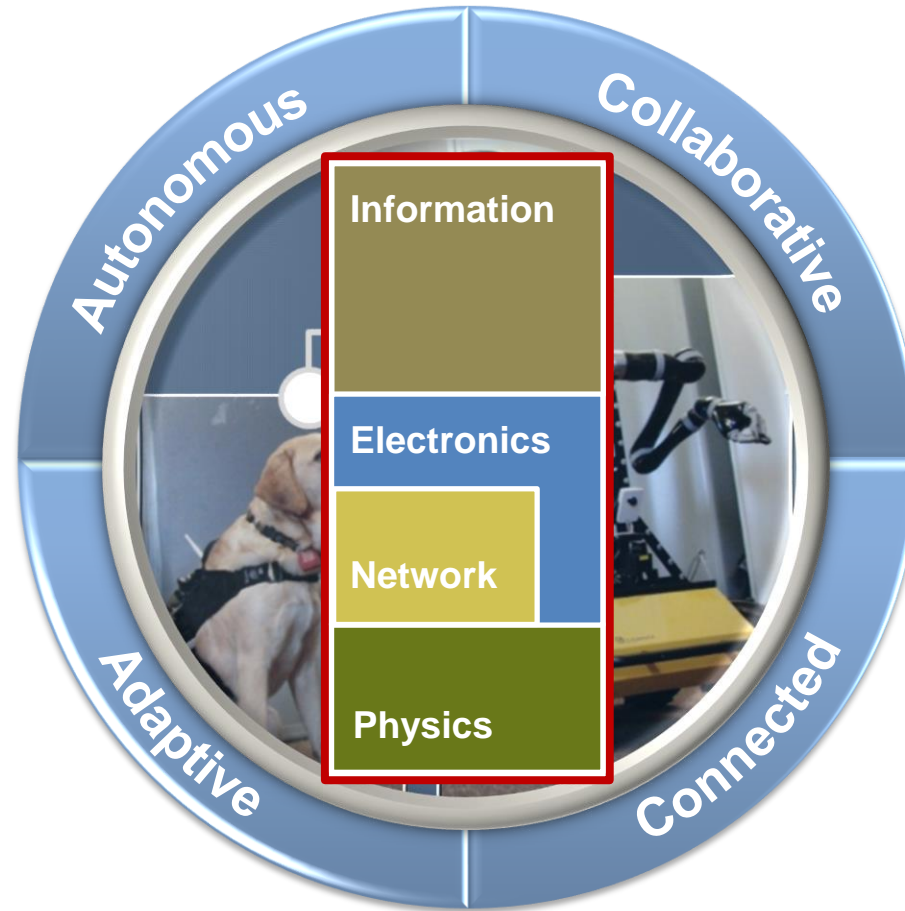 Autonomous
Collaborative
Information
Electronics
Network
Physics
Adaptive
Connected